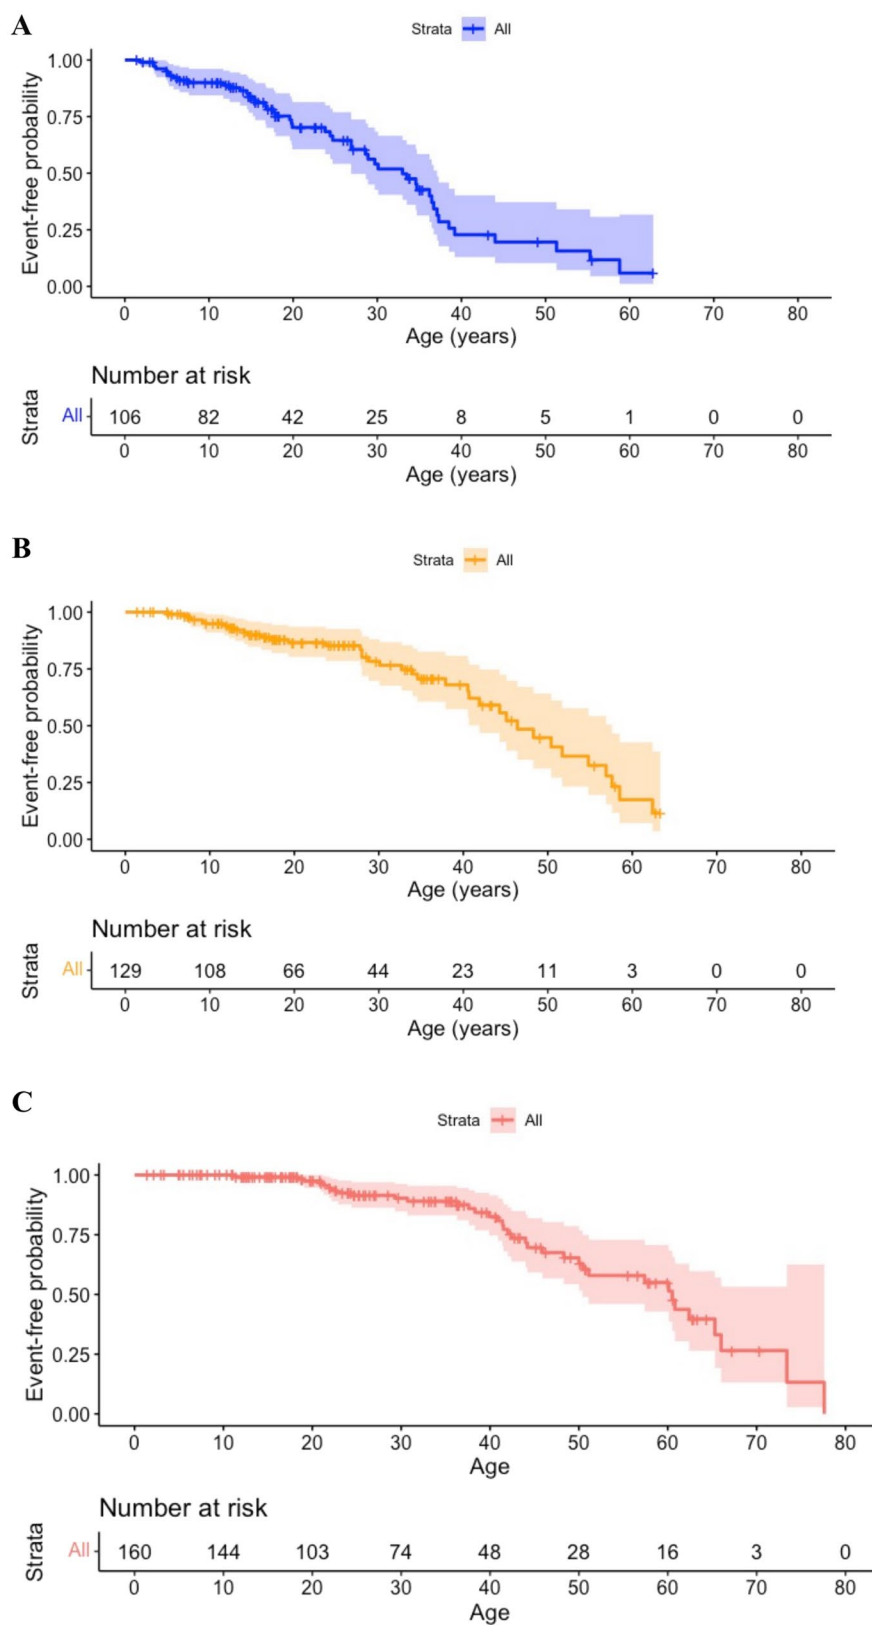 A
Strata All
Event-free probability
1.00
0.75
0.50
0.25
0.00
0 10 20 30 40 50 60 70 80
Age (years)
Number at risk
Strata
All 106 82 42 25 8 5 1 0 0
0 10 20 30 40 50 60 70 80
Age (years)
B
Strata All
Event-free probability
1.00
0.75
0.50
0.25
0.00
0 10 20 30 40 50 60 70 80
Age (years)
Number at risk
Strata
All 129 108 66 44 23 11 3 0 0
0 10 20 30 40 50 60 70 80
Age (years)
C
Strata All
Event-free probability
1.00
0.75
0.50
0.25
0.00
0 10 20 30 40 50 60 70 80
Age
Number at risk
Strata
All 160 144 103 74 48 28 16 3 0
0 10 20 30 40 50 60 70 80
Age